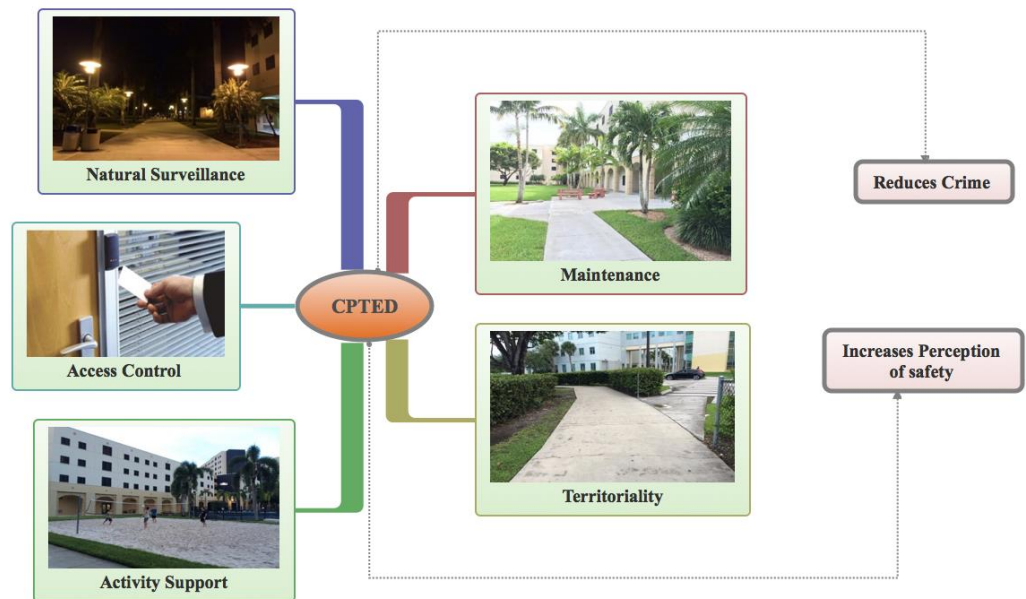 Natural Surveillance
Access Control
Activity Support
CPTED
Maintenance
Territoriality
Reduces Crime
Increases Perception
of safety